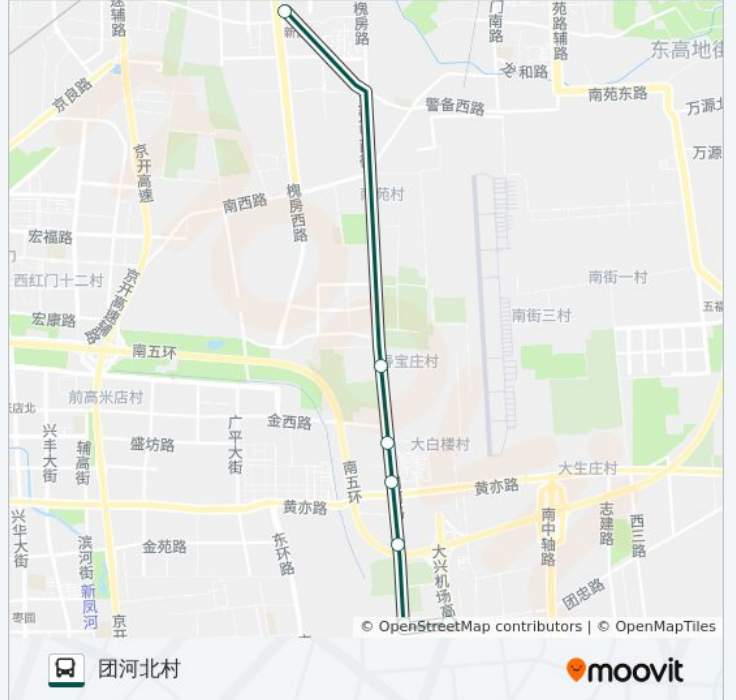 速辅路
槐房路
门南路
苑路辅路
东高地街
和路
京良路
警备西路
南苑东路
万源
京开高速
南西路
槐房西路
苑村
宏福路
西红门十二村
南街一村
京开高速辅路
宏康路
南街三村
五福
南五环
宝庄村
前高米店村
店北
金西路
广平大街
兴丰大街
辅高街
盛坊路
大白楼村
大生庄村
南五环
黄亦路
黄亦路
兴华大街
南中轴路
志建路
西三路
滨河街
金苑路
东环路
大兴机场高
新凤河
团忠路
枣园
京开
© OpenStreetMap contributors | © OpenMapTiles
团河北村
moovit